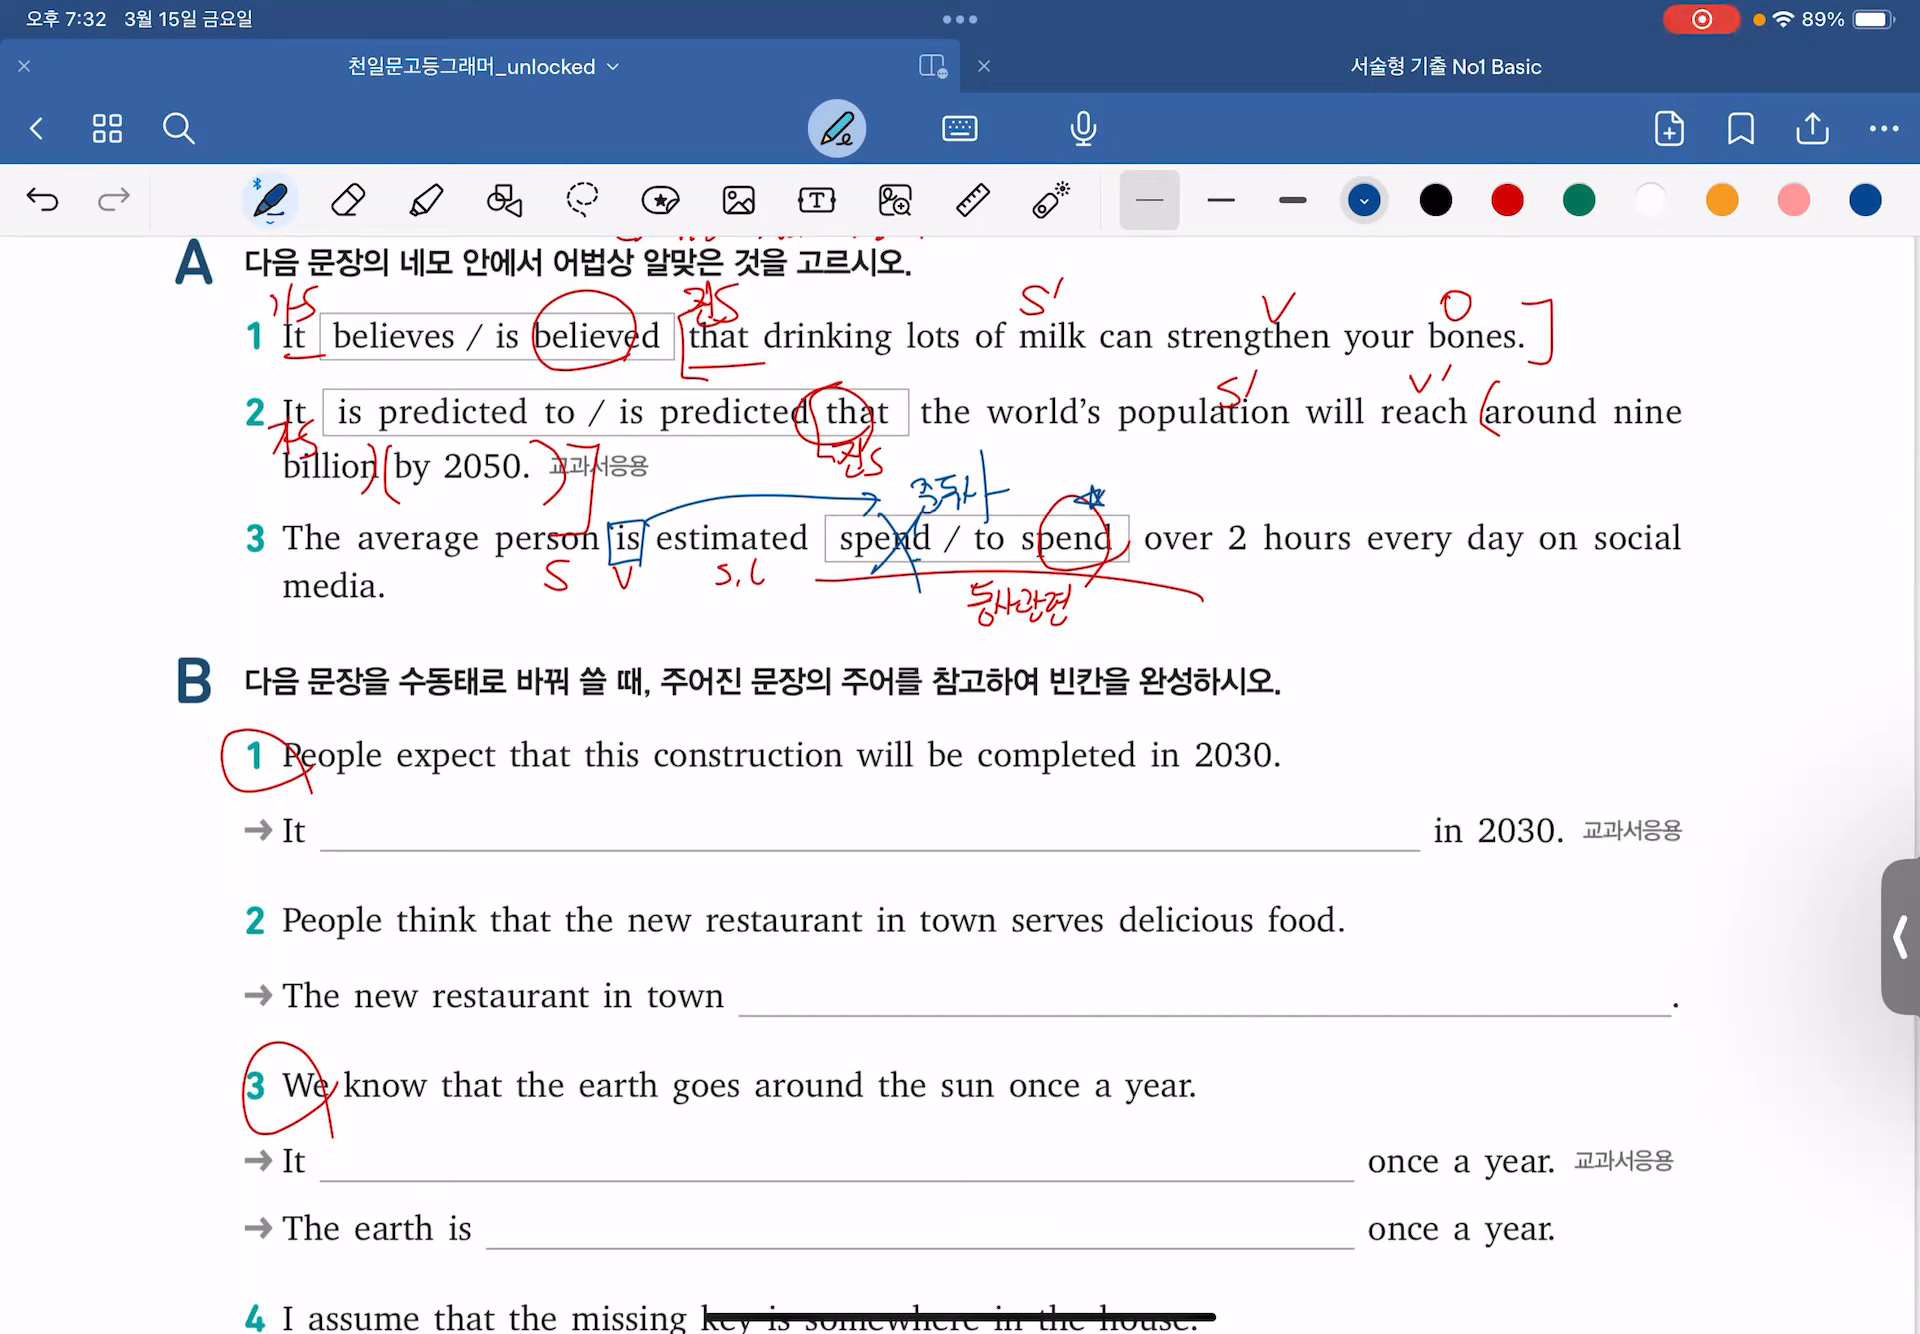 오후 7:32 3월 15일 금요일
89%
천일문고등그래머_unlocked
서술형 기출 No1 Basic
A 다음 문장의 네모 안에서 어법상 알맞은 것을 고르시오.
가S 진S S' V O
1 It believes / is believed that drinking lots of milk can strengthen your bones.
S' V'
2 It is predicted to / is predicted that the world's population will reach around nine
가S 진S
billion by 2050. 교과서응용
준동사
3 The average person is estimated spend / to spend over 2 hours every day on social
S V S.C
media.
동사관련
B 다음 문장을 수동태로 바꿔 쓸 때, 주어진 문장의 주어를 참고하여 빈칸을 완성하시오.
1 People expect that this construction will be completed in 2030.
→ It in 2030. 교과서응용
2 People think that the new restaurant in town serves delicious food.
→ The new restaurant in town .
3 We know that the earth goes around the sun once a year.
→ It once a year. 교과서응용
→ The earth is once a year.
4 I assume that the missing key is somewhere in the house.